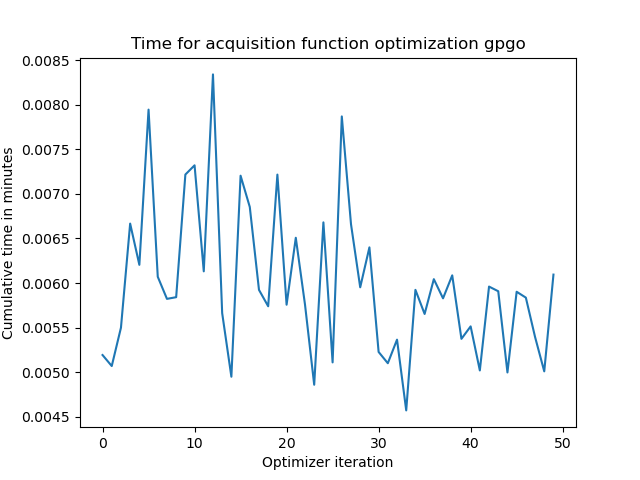 Time for acquisition function optimization gpgo
Cumulative time in minutes
0.0085
0.0080
0.0075
0.0070
0.0065
0.0060
0.0055
0.0050
0.0045
0 10 20 30 40 50
Optimizer iteration